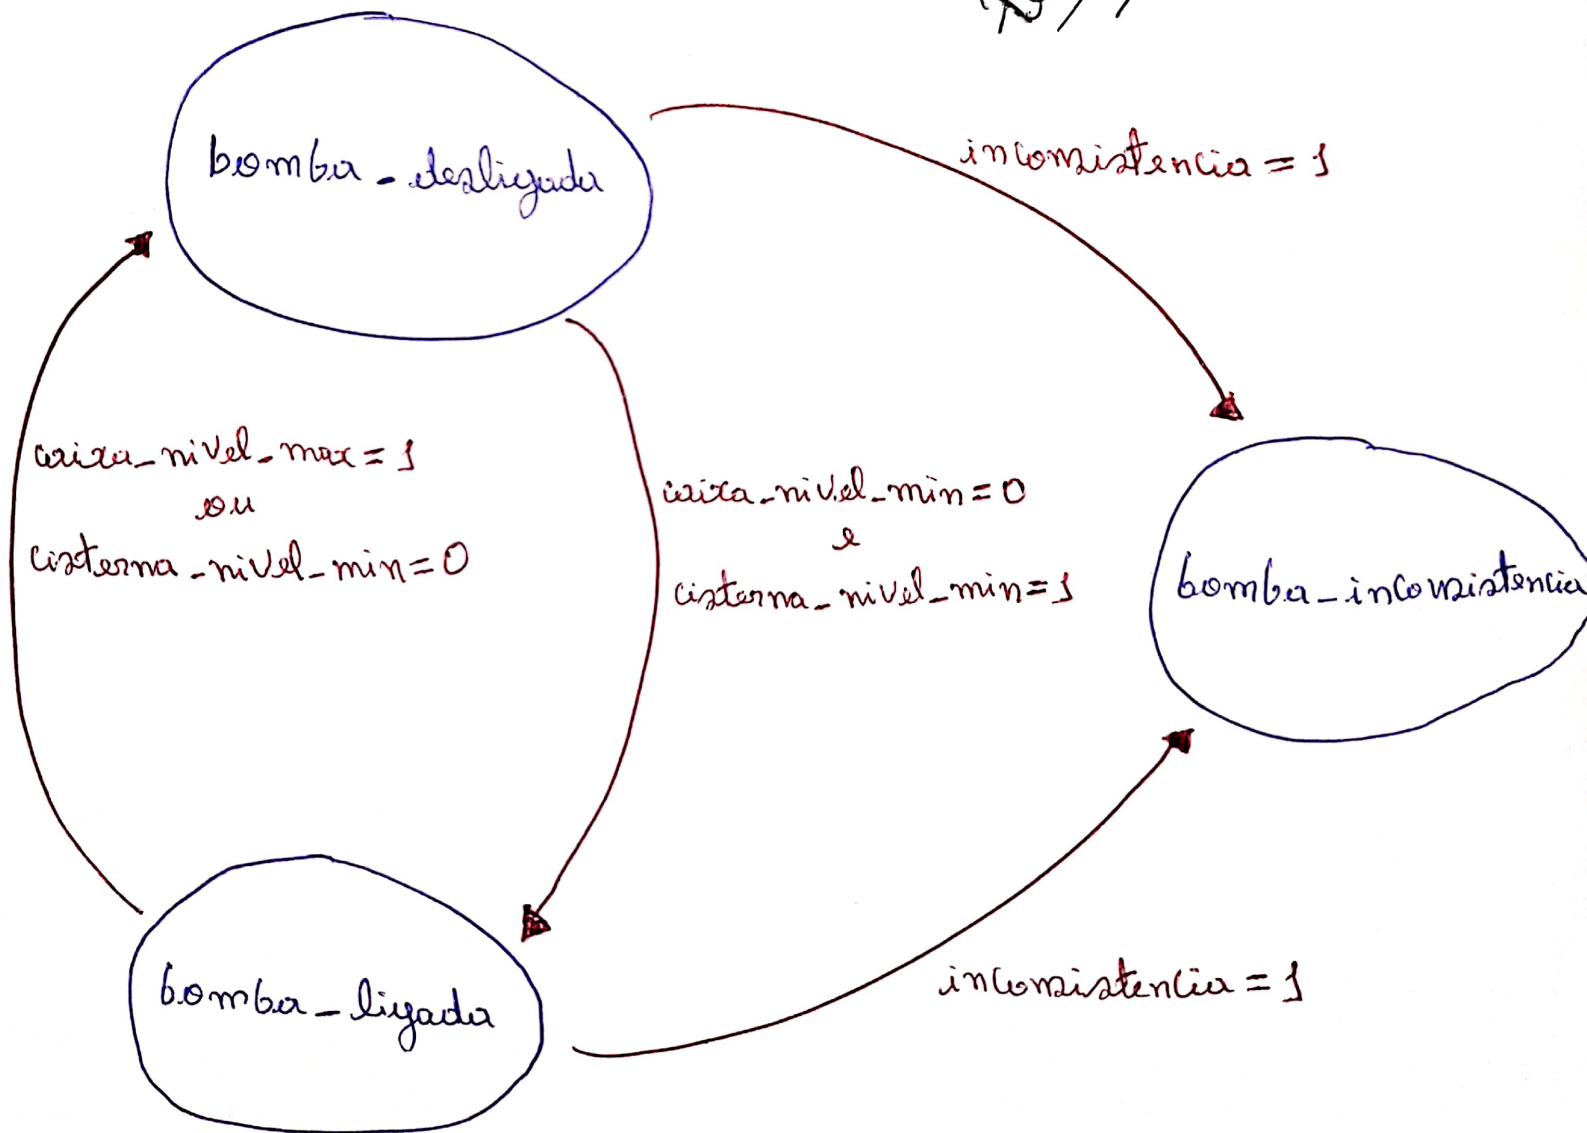 bomba_desligada
inconsistencia = 1
caixa_nivel_max = 1
ou
cisterna_nivel_min = 0
caixa_nivel_min = 0
e
cisterna_nivel_min = 1
bomba_inconsistencia
bomba_ligada
inconsistencia = 1